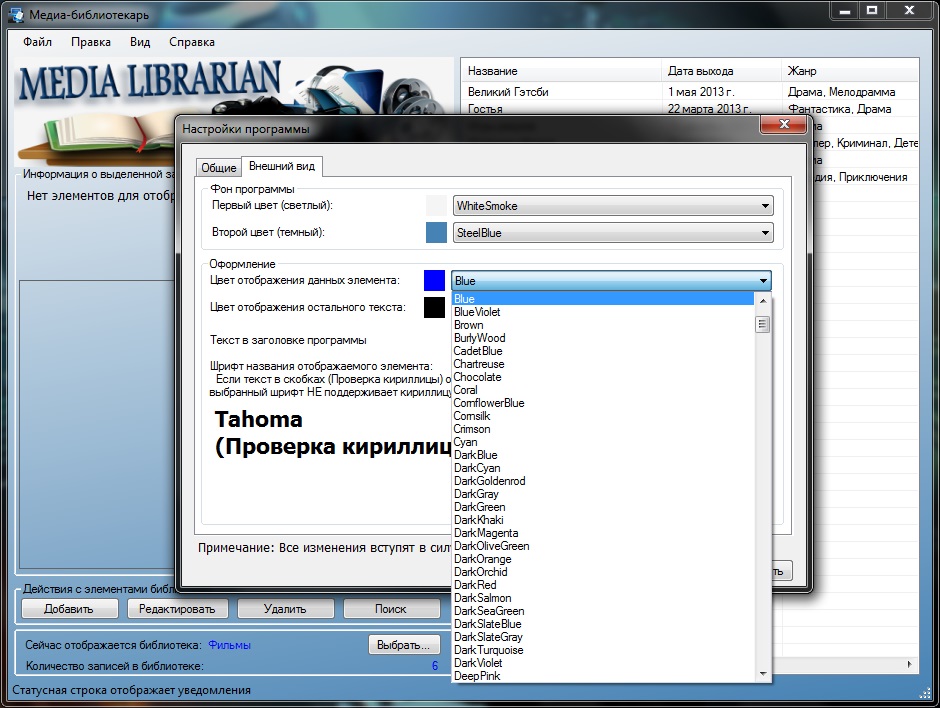 Медиа-библиотекарь
Файл Правка Вид Справка
MEDIA LIBRARIAN
Название Дата выхода Жанр
Великий Гэтсби 1 мая 2013 г. Драма, Мелодрамма
Гостья 22 марта 2013 г. Фантастика, Драма
Информация о выделенной
Нет элементов для
Настройки программы
Общие Внешний вид
Фон программы
Первый цвет (светлый): WhiteSmoke
Второй цвет (темный): SteelBlue
Оформление
Цвет отображения данных элемента: Blue
Цвет отображения остального текста:
Текст в заголовке программы
Шрифт названия отображаемого элемента:
Если текст в скобках (Проверка кириллицы)
выбранный шрифт НЕ поддерживает кириллицу
Tahoma
(Проверка кириллиц
Примечание: Все изменения вступят в сил
Blue
BlueViolet
Brown
BurlyWood
CadetBlue
Chartreuse
Chocolate
Coral
CornflowerBlue
Cornsilk
Crimson
Cyan
DarkBlue
DarkCyan
DarkGoldenrod
DarkGray
DarkGreen
DarkKhaki
DarkMagenta
DarkOliveGreen
DarkOrange
DarkOrchid
DarkRed
DarkSalmon
DarkSeaGreen
DarkSlateBlue
DarkSlateGray
DarkTurquoise
DarkViolet
DeepPink
ма
лер, Криминал, Дете
ма
дия, Приключения
ть
Действия с элементами библ
Добавить Редактировать Удалить Поиск
Сейчас отображается библиотека: Фильмы Выбрать...
Количество записей в библиотеке: 6
Статусная строка отображает уведомления